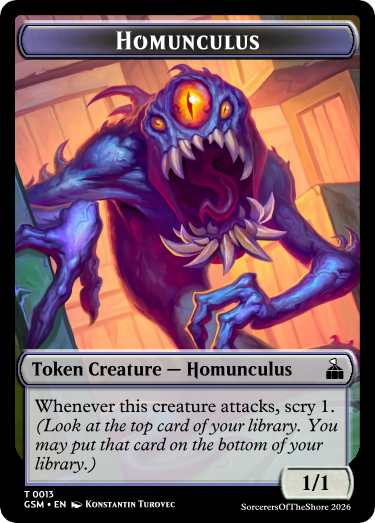 Homunculus
Token Creature — Homunculus
Whenever this creature attacks, scry 1.
(Look at the top card of your library. You
may put that card on the bottom of your
library.)
1/1
T 0013
GSM • EN Konstantin Turovec
SorcerersOfTheShore 2026